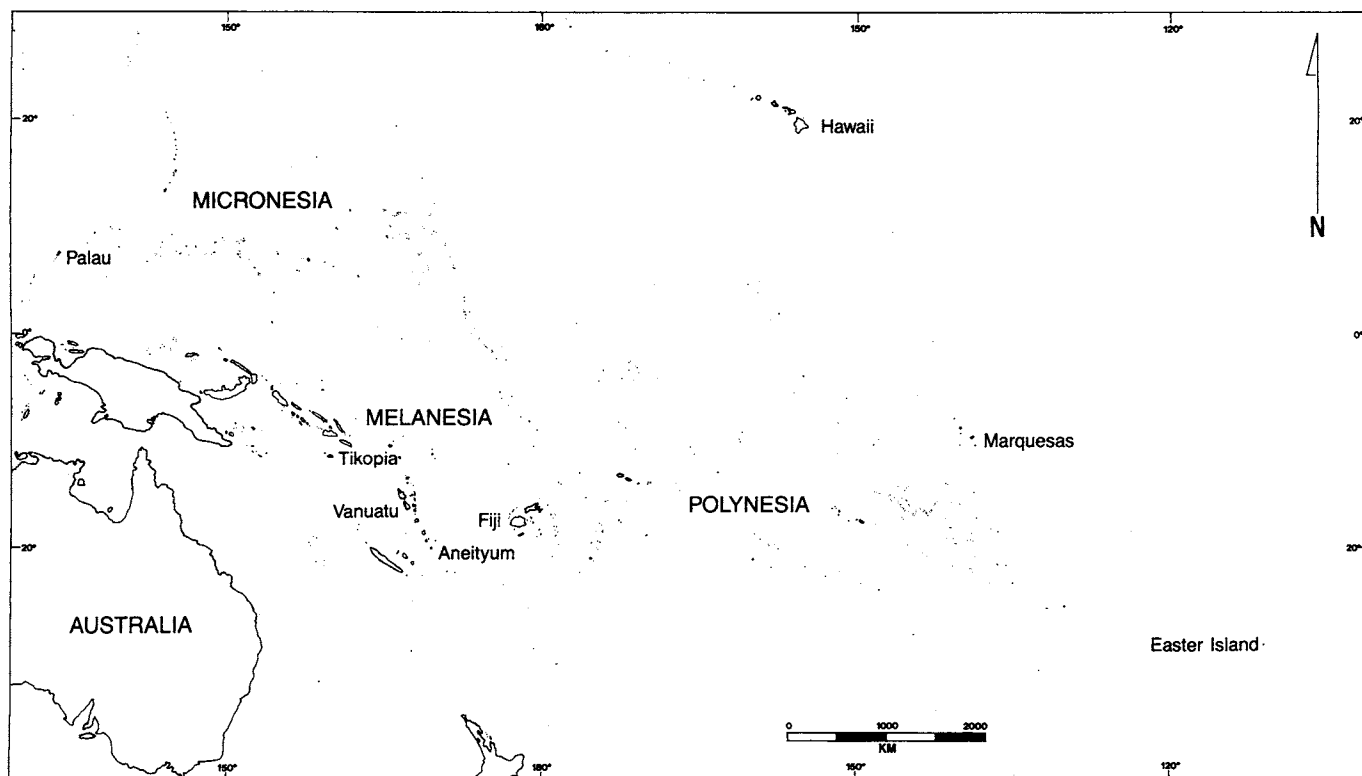 150°
180°
150°
120°
20°
20°
Hawaii
MICRONESIA
N
Palau
0°
0°
MELANESIA
Marquesas
Tikopia
POLYNESIA
Vanuatu
Fiji
Aneityum
20°
20°
AUSTRALIA
Easter Island
0 1000 2000
KM
150°
180°
150°
120°